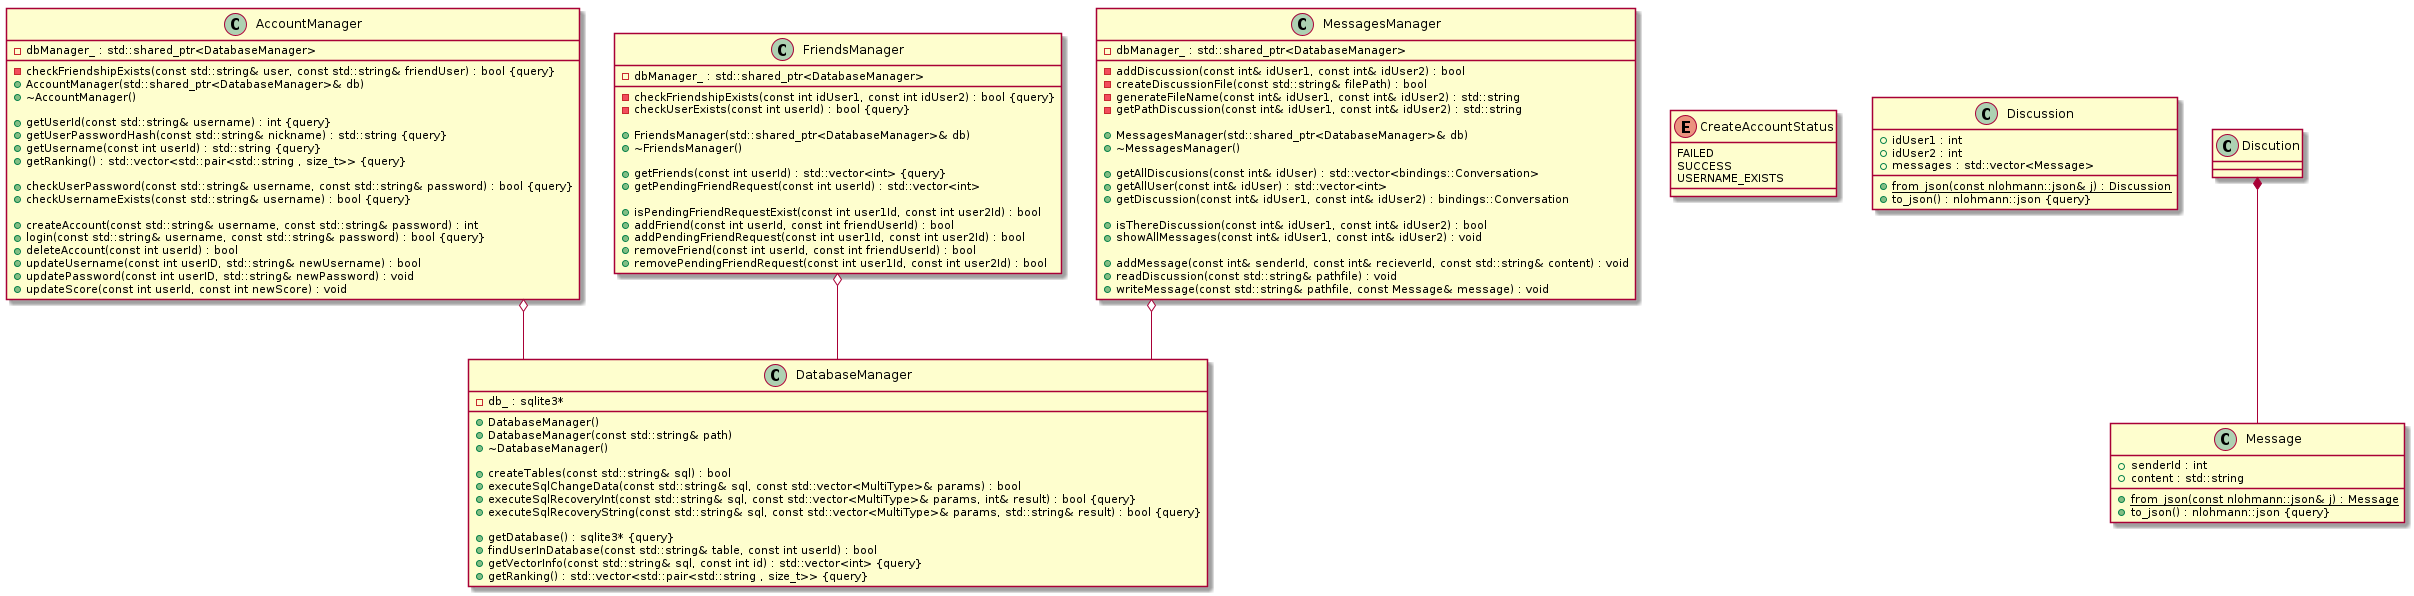 C AccountManager
dbManager_ : std::shared_ptr<DatabaseManager>
checkFriendshipExists(const std::string& user, const std::string& friendUser) : bool {query}
AccountManager(std::shared_ptr<DatabaseManager>& db)
~AccountManager()
getUserId(const std::string& username) : int {query}
getUserPasswordHash(const std::string& nickname) : std::string {query}
getUsername(const int userId) : std::string {query}
getRanking() : std::vector<std::pair<std::string , size_t>> {query}
checkUserPassword(const std::string& username, const std::string& password) : bool {query}
checkUsernameExists(const std::string& username) : bool {query}
createAccount(const std::string& username, const std::string& password) : int
login(const std::string& username, const std::string& password) : bool {query}
deleteAccount(const int userId) : bool
updateUsername(const int userID, std::string& newUsername) : bool
updatePassword(const int userID, std::string& newPassword) : void
updateScore(const int userId, const int newScore) : void
C FriendsManager
dbManager_ : std::shared_ptr<DatabaseManager>
checkFriendshipExists(const int idUser1, const int idUser2) : bool {query}
checkUserExists(const int userId) : bool {query}
FriendsManager(std::shared_ptr<DatabaseManager>& db)
~FriendsManager()
getFriends(const int userId) : std::vector<int> {query}
getPendingFriendRequest(const int userId) : std::vector<int>
isPendingFriendRequestExist(const int user1Id, const int user2Id) : bool
addFriend(const int userId, const int friendUserId) : bool
addPendingFriendRequest(const int user1Id, const int user2Id) : bool
removeFriend(const int userId, const int friendUserId) : bool
removePendingFriendRequest(const int user1Id, const int user2Id) : bool
C MessagesManager
dbManager_ : std::shared_ptr<DatabaseManager>
addDiscussion(const int& idUser1, const int& idUser2) : bool
createDiscussionFile(const std::string& filePath) : bool
generateFileName(const int& idUser1, const int& idUser2) : std::string
getPathDiscussion(const int& idUser1, const int& idUser2) : std::string
MessagesManager(std::shared_ptr<DatabaseManager>& db)
~MessagesManager()
getAllDiscusions(const int& idUser) : std::vector<bindings::Conversation>
getAllUser(const int& idUser) : std::vector<int>
getDiscussion(const int& idUser1, const int& idUser2) : bindings::Conversation
isThereDiscussion(const int& idUser1, const int& idUser2) : bool
showAllMessages(const int& idUser1, const int& idUser2) : void
addMessage(const int& senderId, const int& recieverId, const std::string& content) : void
readDiscussion(const std::string& pathfile) : void
writeMessage(const std::string& pathfile, const Message& message) : void
E CreateAccountStatus
FAILED
SUCCESS
USERNAME_EXISTS
C Discussion
idUser1 : int
idUser2 : int
messages : std::vector<Message>
from_json(const nlohmann::json& j) : Discussion
to_json() : nlohmann::json {query}
C Discution
C DatabaseManager
db_ : sqlite3*
DatabaseManager()
DatabaseManager(const std::string& path)
~DatabaseManager()
createTables(const std::string& sql) : bool
executeSqlChangeData(const std::string& sql, const std::vector<MultiType>& params) : bool
executeSqlRecoveryInt(const std::string& sql, const std::vector<MultiType>& params, int& result) : bool {query}
executeSqlRecoveryString(const std::string& sql, const std::vector<MultiType>& params, std::string& result) : bool {query}
getDatabase() : sqlite3* {query}
findUserInDatabase(const std::string& table, const int userId) : bool
getVectorInfo(const std::string& sql, const int id) : std::vector<int> {query}
getRanking() : std::vector<std::pair<std::string , size_t>> {query}
C Message
senderId : int
content : std::string
from_json(const nlohmann::json& j) : Message
to_json() : nlohmann::json {query}